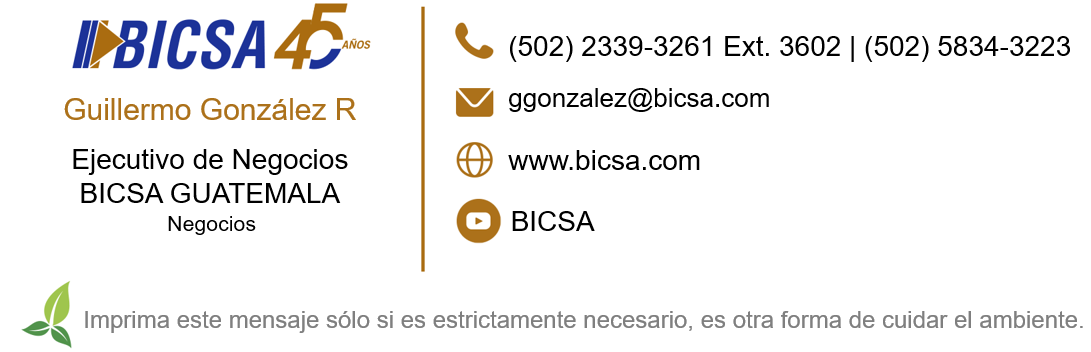 BICSA 45 AÑOS
Guillermo González R
Ejecutivo de Negocios
BICSA GUATEMALA
Negocios
(502) 2339-3261 Ext. 3602 | (502) 5834-3223
ggonzalez@bicsa.com
www.bicsa.com
BICSA
Imprima este mensaje sólo si es estrictamente necesario, es otra forma de cuidar el ambiente.